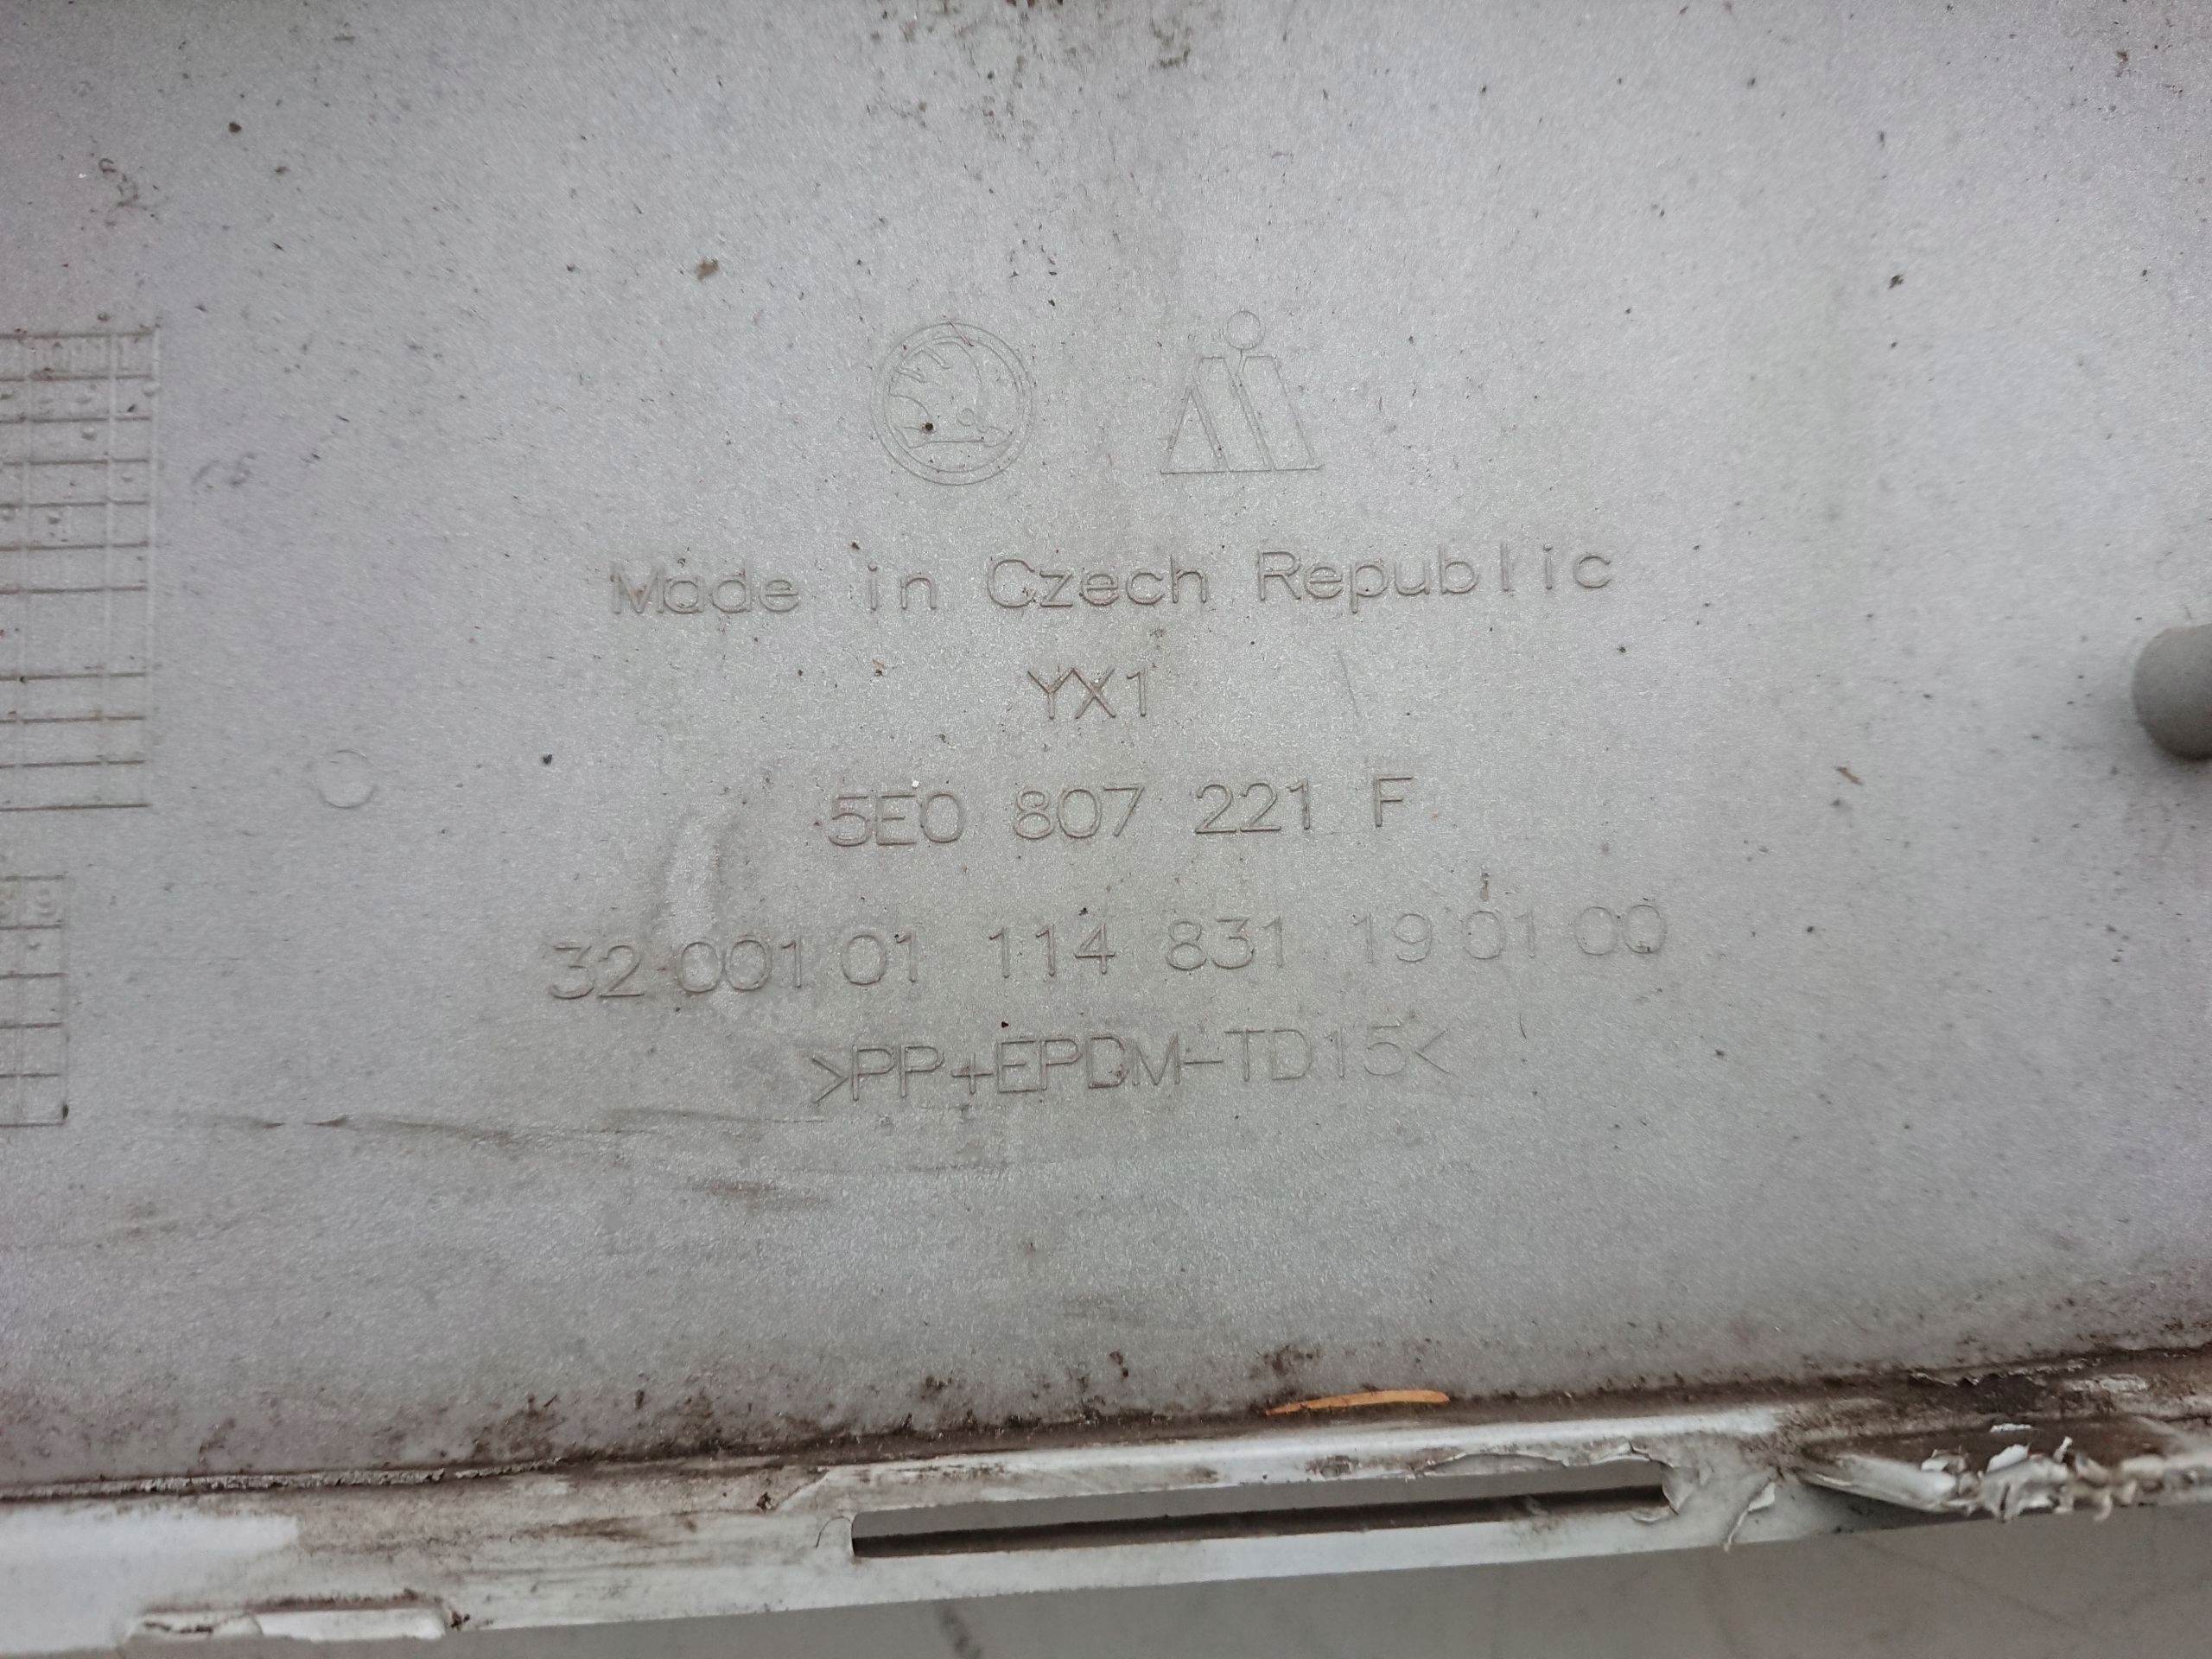 Made in Czech Republic
YX1
5E0 807 221 F
32 001 01 114 831 19 01 00
>PP+EPDM-TD15<